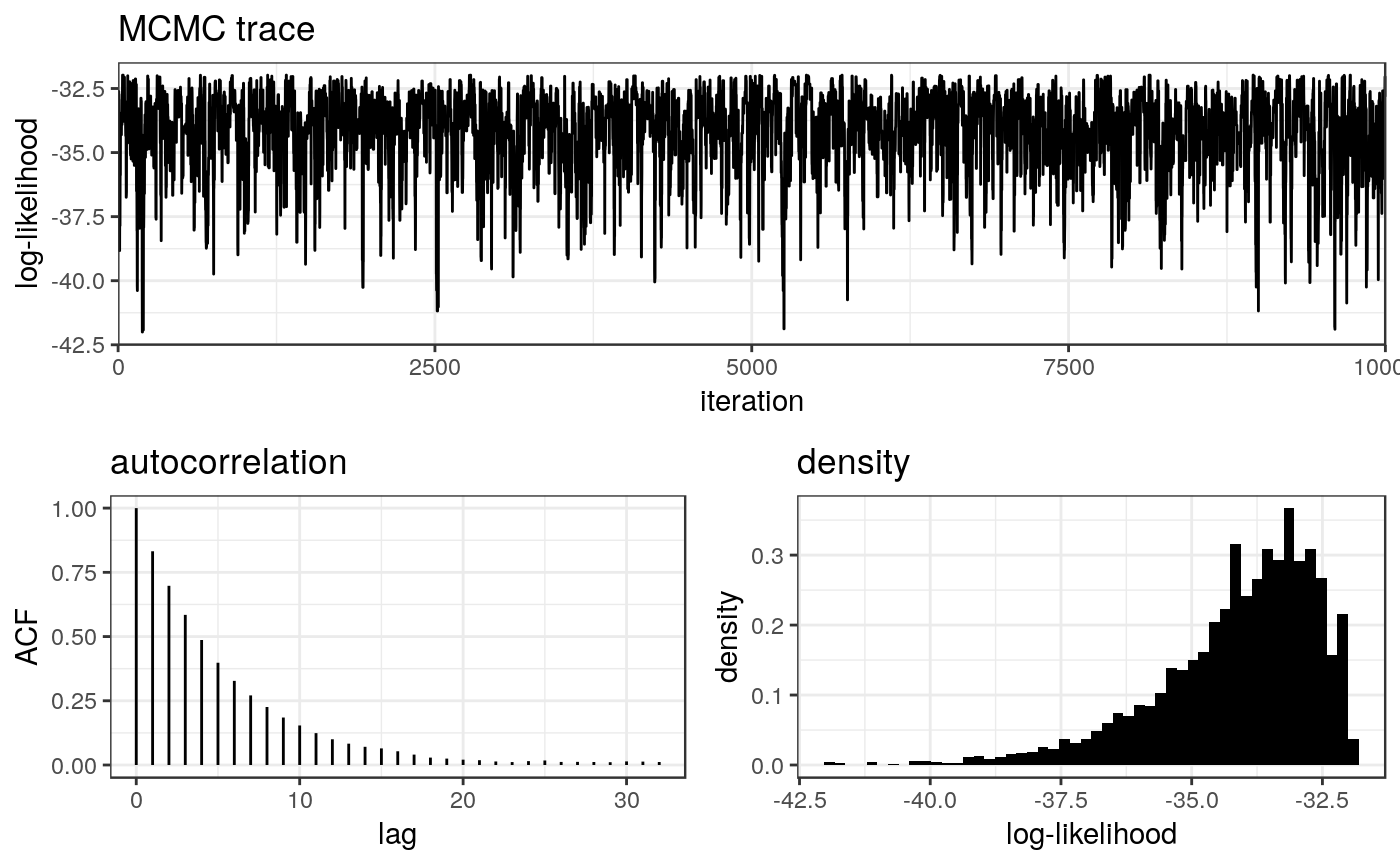 MCMC trace
log-likelihood
-32.5
-35.0
-37.5
-40.0
-42.5
0 2500 5000 7500 1000
iteration
autocorrelation
ACF
1.00
0.75
0.50
0.25
0.00
0 10 20 30
lag
density
density
0.3
0.2
0.1
0.0
-42.5 -40.0 -37.5 -35.0 -32.5
log-likelihood